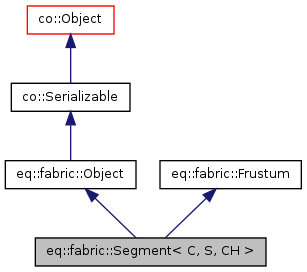 co::Object
co::Serializable
eq::fabric::Object
eq::fabric::Frustum
eq::fabric::Segment< C, S, CH >